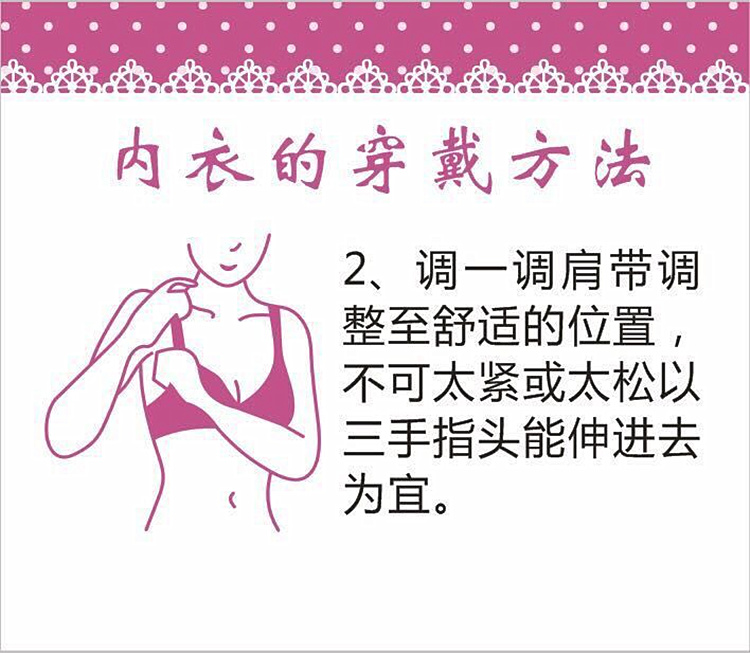 内衣的穿戴方法
2、调一调肩带调
整至舒适的位置，
不可太紧或太松以
三手指头能伸进去
为宜。